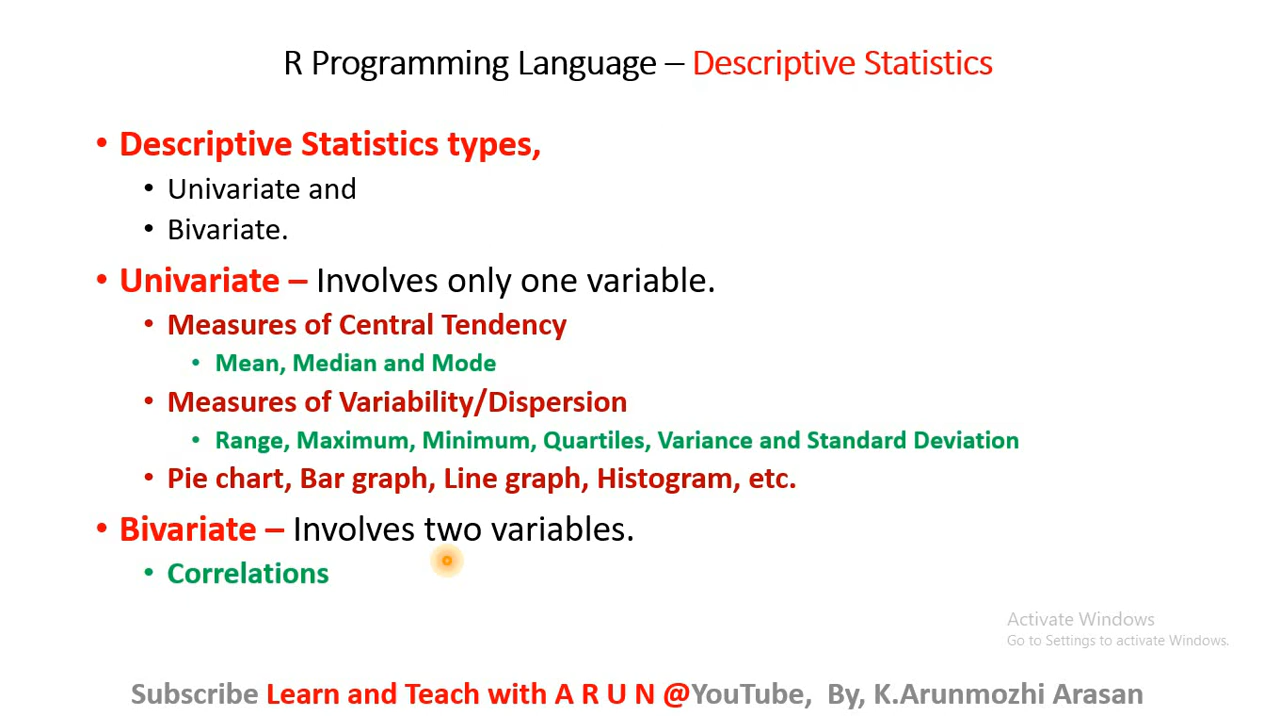 R Programming Language – Descriptive Statistics
• Descriptive Statistics types,
• Univariate and
• Bivariate.
• Univariate – Involves only one variable.
• Measures of Central Tendency
• Mean, Median and Mode
• Measures of Variability/Dispersion
• Range, Maximum, Minimum, Quartiles, Variance and Standard Deviation
• Pie chart, Bar graph, Line graph, Histogram, etc.
• Bivariate – Involves two variables.
• Correlations
Activate Windows
Go to Settings to activate Windows.
Subscribe Learn and Teach with A R U N @YouTube, By, K.Arunmozhi Arasan